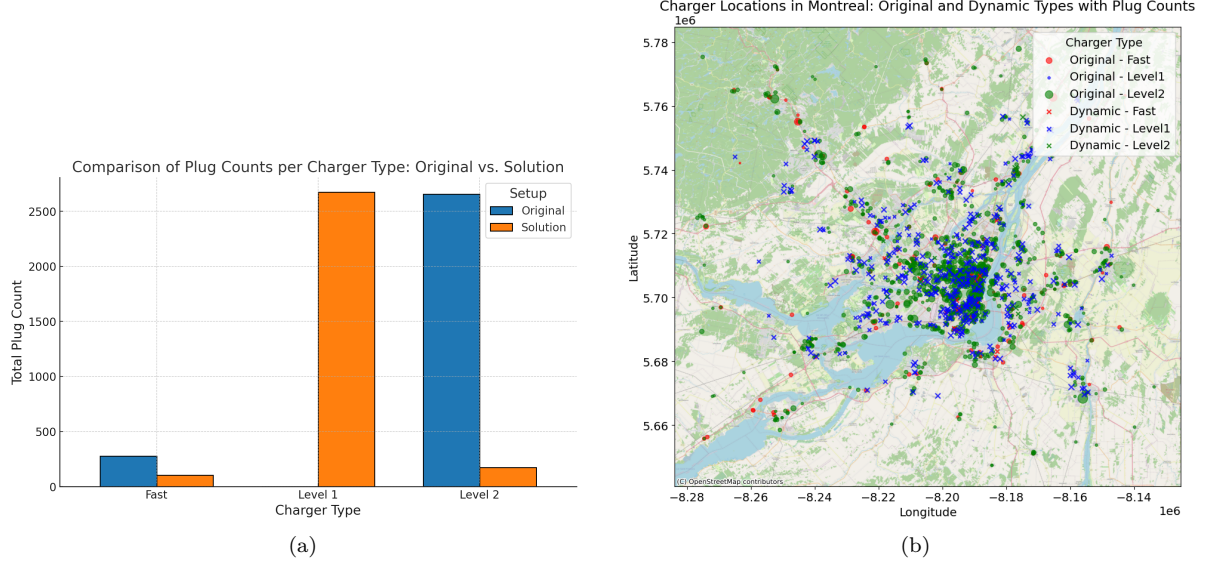 Comparison of Plug Counts per Charger Type: Original vs. Solution
Total Plug Count
2500
2000
1500
1000
500
0
Setup
Original
Solution
Fast
Level 1
Level 2
Charger Type
(a)
Charger Locations in Montreal: Original and Dynamic Types with Plug Counts
1e6
Latitude
5.78
5.76
5.74
5.72
5.70
5.68
5.66
Charger Type
Original - Fast
Original - Level1
Original - Level2
Dynamic - Fast
Dynamic - Level1
Dynamic - Level2
(C) OpenStreetMap contributors
−8.28
−8.26
−8.24
−8.22
−8.20
−8.18
−8.16
−8.14
Longitude
1e6
(b)